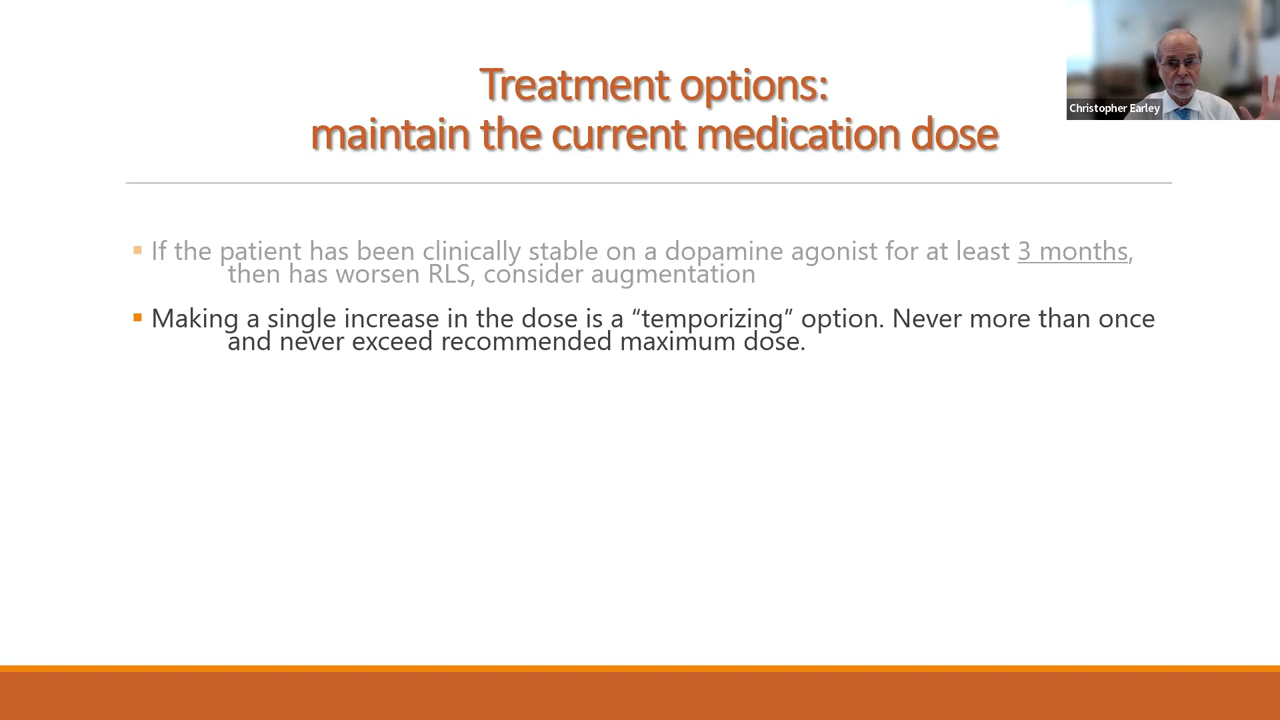 Treatment options:
maintain the current medication dose
Christopher Earley
▪ If the patient has been clinically stable on a dopamine agonist for at least 3 months,
then has worsen RLS, consider augmentation
▪ Making a single increase in the dose is a “temporizing” option. Never more than once
and never exceed recommended maximum dose.